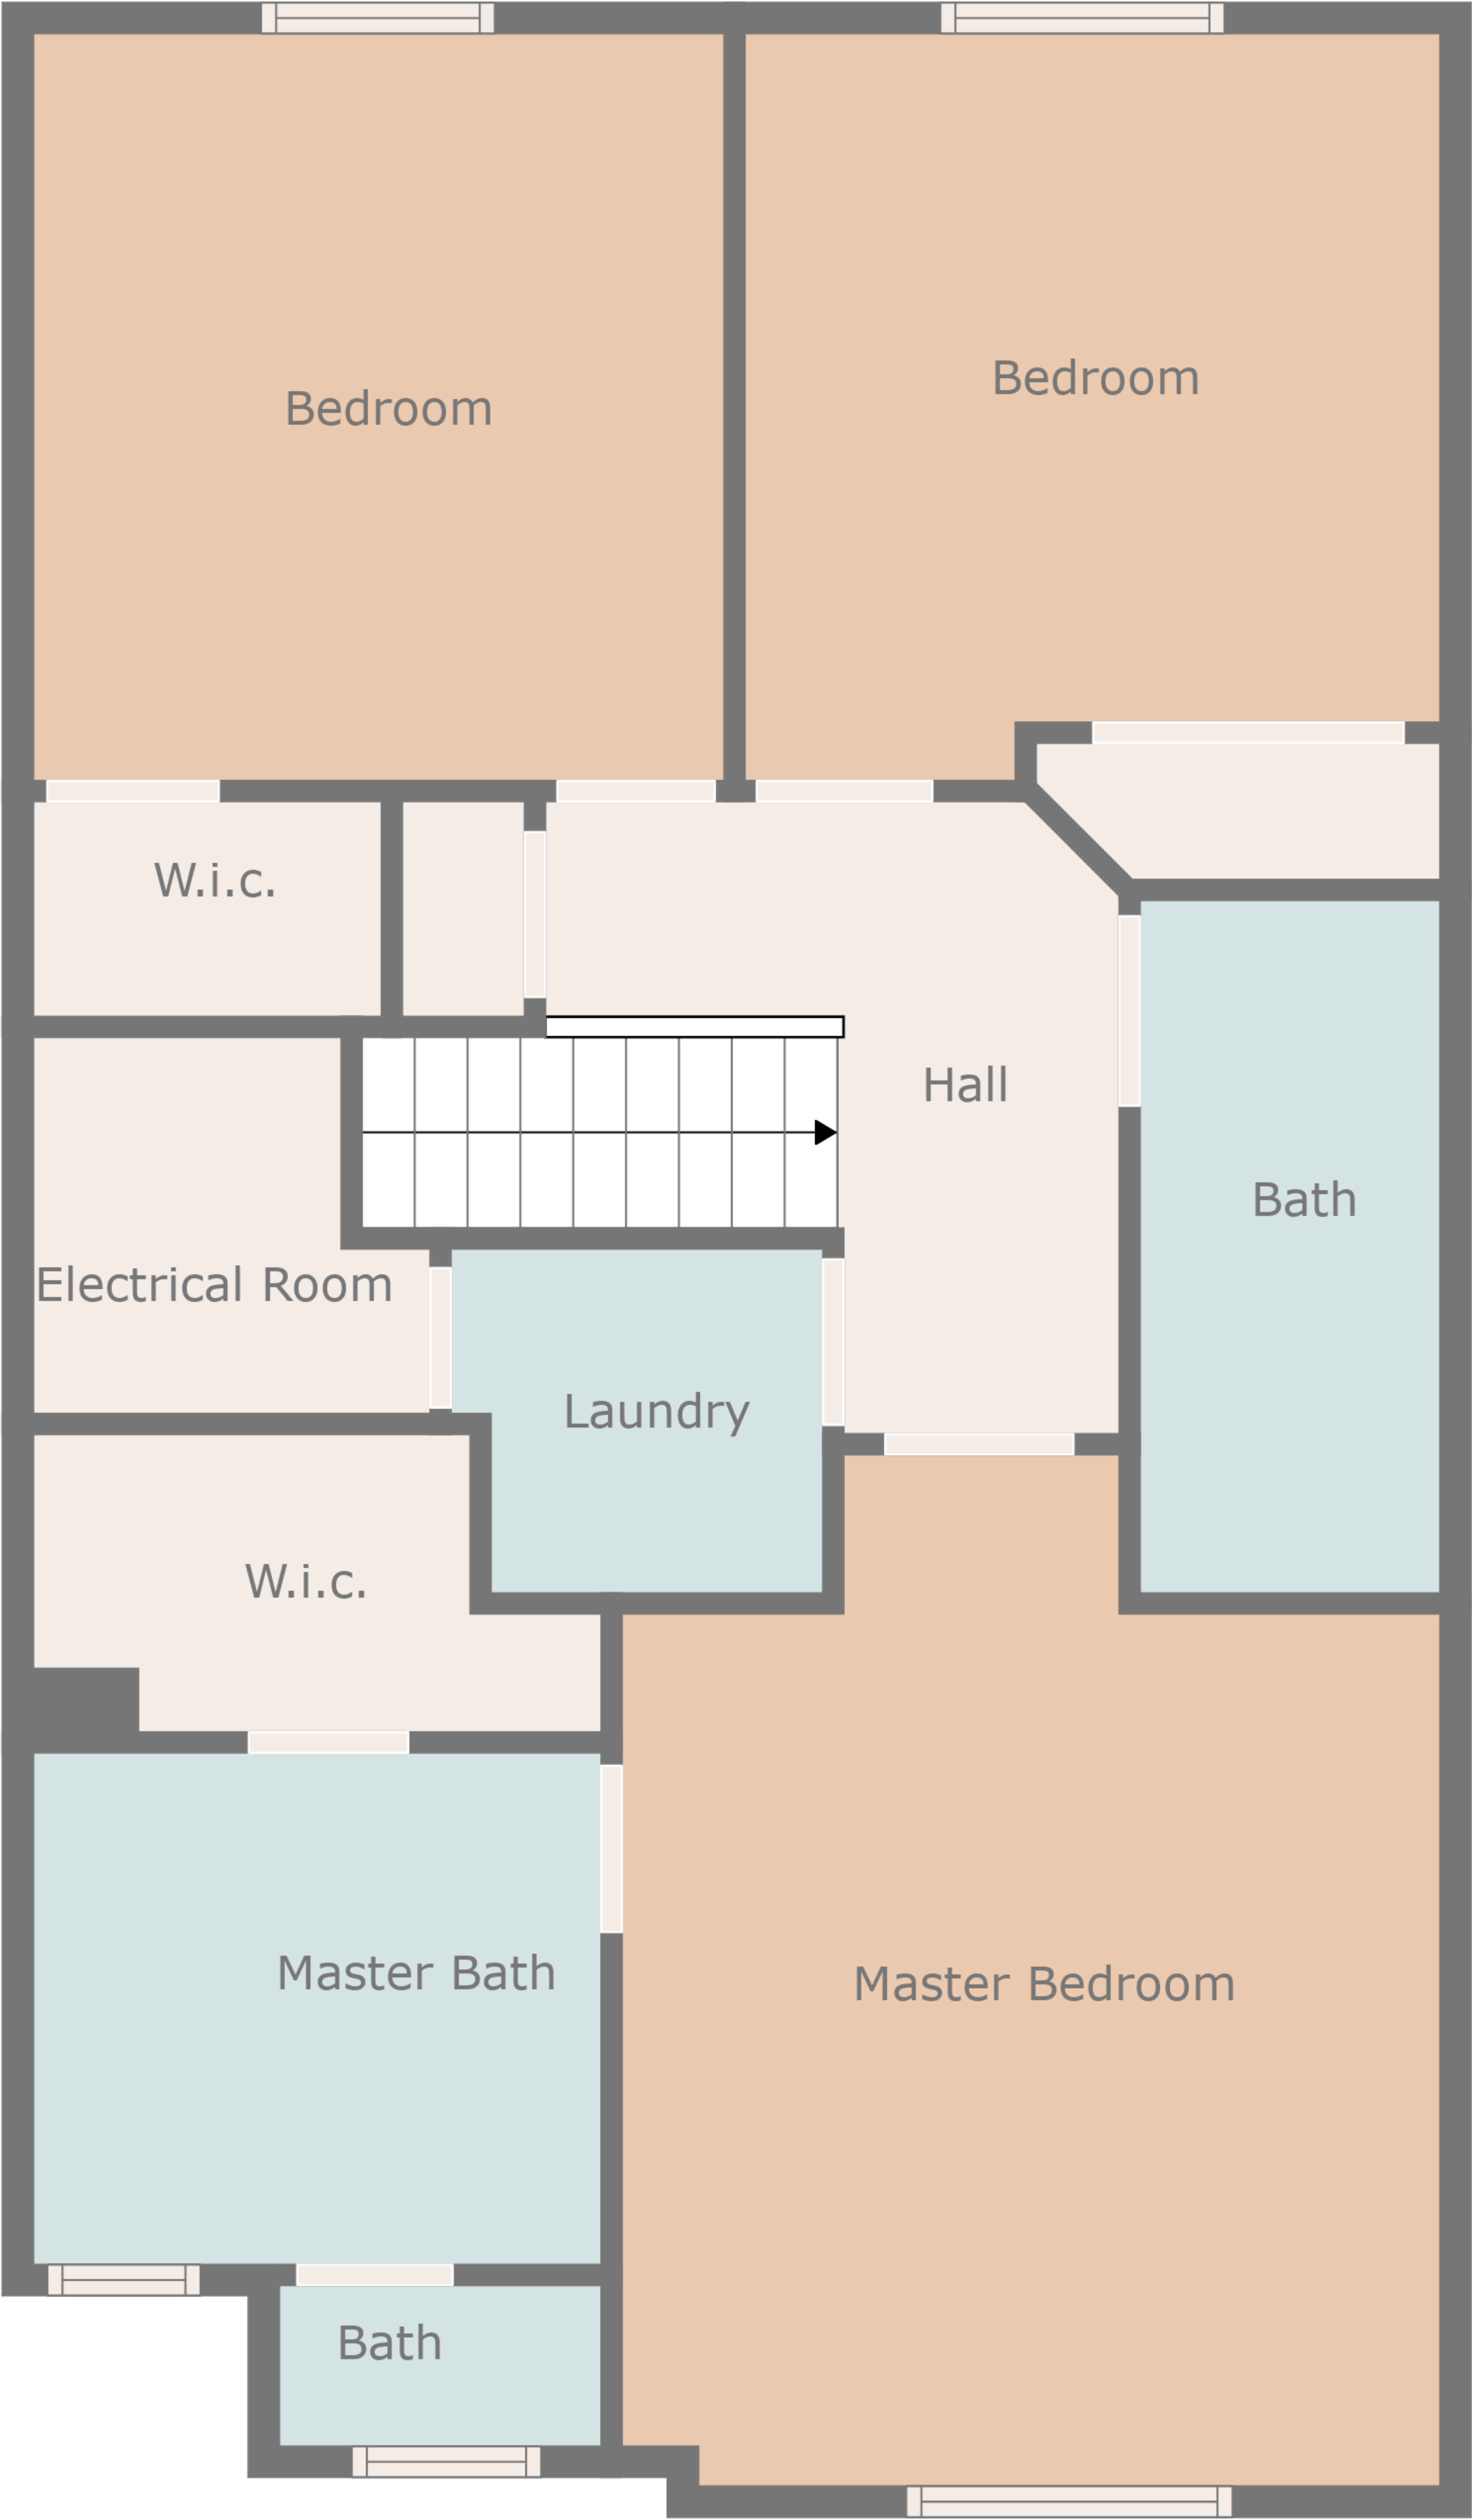 Bedroom
Bedroom
W.i.c.
Hall
Bath
Electrical Room
Laundry
W.i.c.
Master Bath
Master Bedroom
Bath